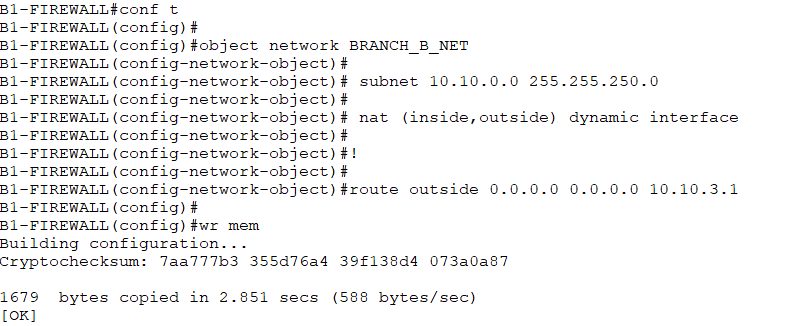 B1-FIREWALL#conf t
B1-FIREWALL(config)#
B1-FIREWALL(config)#object network BRANCH_B_NET
B1-FIREWALL(config-network-object)#
B1-FIREWALL(config-network-object)# subnet 10.10.0.0 255.255.250.0
B1-FIREWALL(config-network-object)#
B1-FIREWALL(config-network-object)# nat (inside,outside) dynamic interface
B1-FIREWALL(config-network-object)#
B1-FIREWALL(config-network-object)#!
B1-FIREWALL(config-network-object)#
B1-FIREWALL(config-network-object)#route outside 0.0.0.0 0.0.0.0 10.10.3.1
B1-FIREWALL(config)#
B1-FIREWALL(config)#wr mem
Building configuration...
Cryptochecksum: 7aa777b3 355d76a4 39f138d4 073a0a87
1679 bytes copied in 2.851 secs (588 bytes/sec)
[OK]